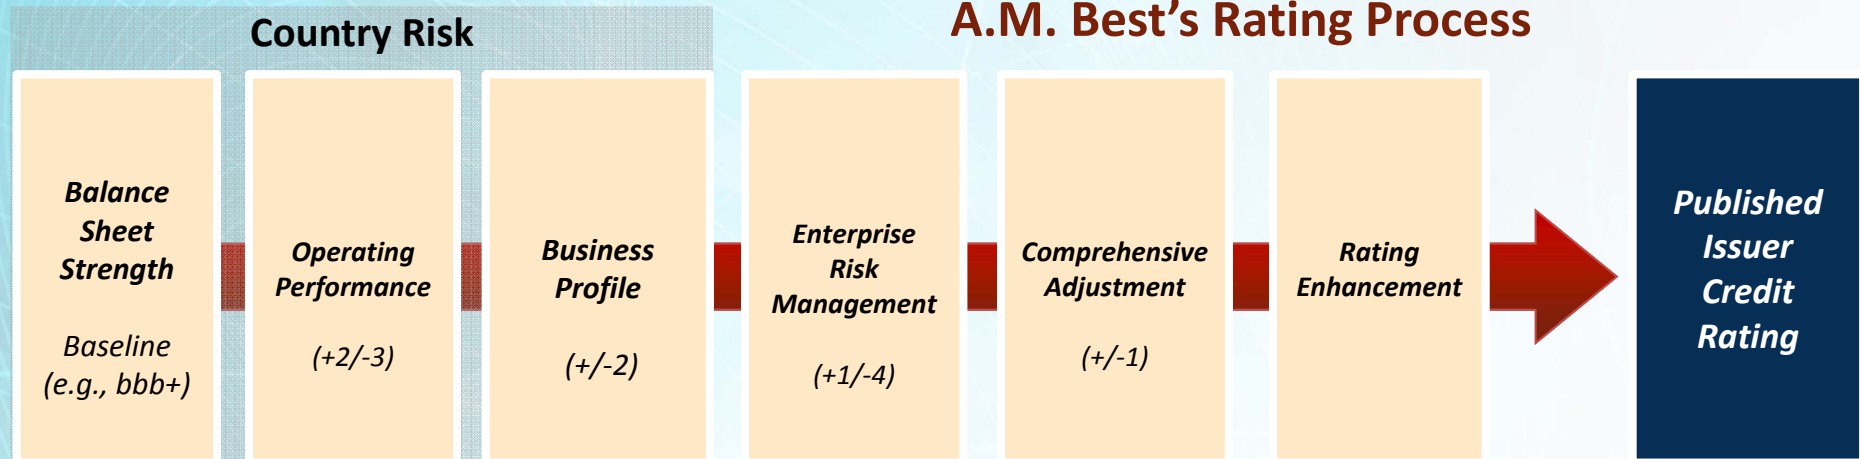 Country Risk
A.M. Best's Rating Process
Balance
Sheet
Strength
Baseline
(e.g., bbb+)
Operating
Performance
(+2/-3)
Business
Profile
(+/-2)
Enterprise
Risk
Management
(+1/-4)
Comprehensive
Adjustment
(+/-1)
Rating
Enhancement
Published
Issuer
Credit
Rating